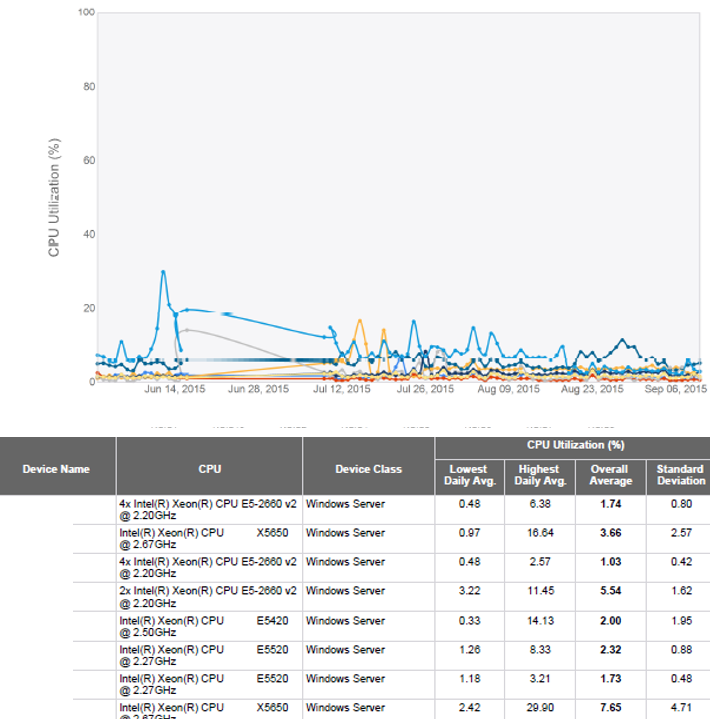 100
80
60
40
20
0
CPU Utilization (%)
Jun 14, 2015 Jun 28, 2015 Jul 12, 2015 Jul 26, 2015 Aug 09, 2015 Aug 23, 2015 Sep 06, 2015
CPU Utilization (%)
Device Name CPU Device Class Lowest Daily Avg. Highest Daily Avg. Overall Average Standard Deviation
4x Intel(R) Xeon(R) CPU E5-2660 v2 Windows Server 0.48 6.38 1.74 0.80
@ 2.20GHz
Intel(R) Xeon(R) CPU X5650 Windows Server 0.97 16.64 3.66 2.57
@ 2.67GHz
4x Intel(R) Xeon(R) CPU E5-2660 v2 Windows Server 0.48 2.57 1.03 0.42
@ 2.20GHz
2x Intel(R) Xeon(R) CPU E5-2660 v2 Windows Server 3.22 11.45 5.54 1.62
@ 2.20GHz
Intel(R) Xeon(R) CPU E5420 Windows Server 0.33 14.13 2.00 1.95
@ 2.50GHz
Intel(R) Xeon(R) CPU E5520 Windows Server 1.26 8.33 2.32 0.88
@ 2.27GHz
Intel(R) Xeon(R) CPU E5520 Windows Server 1.18 3.21 1.73 0.48
@ 2.27GHz
Intel(R) Xeon(R) CPU X5650 Windows Server 2.42 29.90 7.65 4.71
@ 2.67GHz